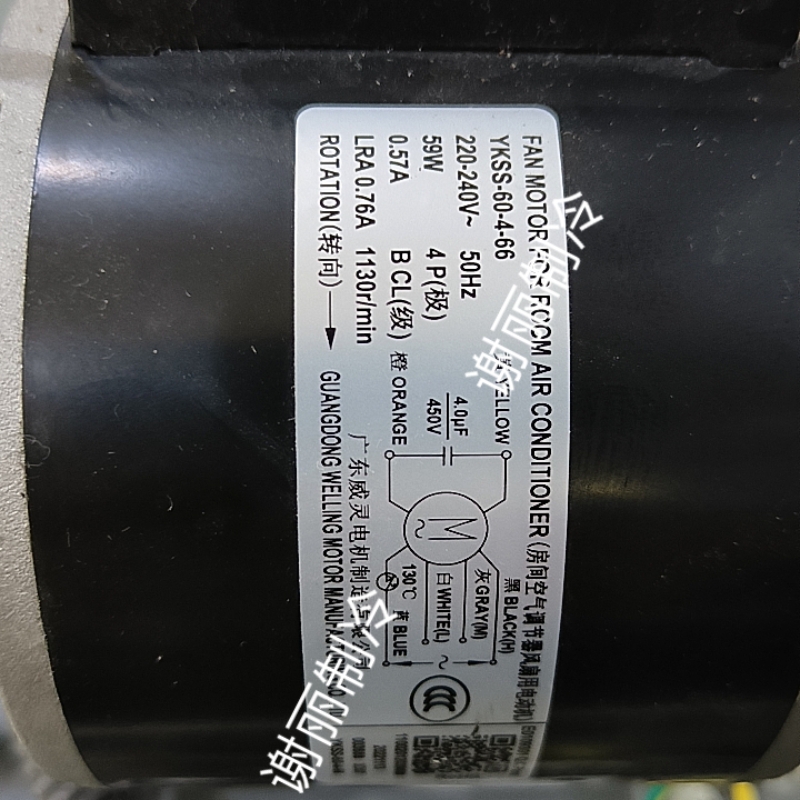 FAN MOTOR FOR ROOM AIR CONDITIONER (房间空气调节器风扇用电动机)
YKSS-60-4-66
220-240V~ 50Hz
59W 4 P(极)
0.57A B CL(级)
LRA 0.76A 1130r/min
ROTATION(转向)→
黄 YELLOW
4.0μF
450V
橙 ORANGE
M
~
黑 BLACK(H)
灰 GRAY(M)
白 WHITE(L)
130℃
蓝 BLUE
~
CCC
广东威灵电机制造有限公司
GUANGDONG WELLING MOTOR MANUFACTURING
谢丽制冷
谢丽制冷